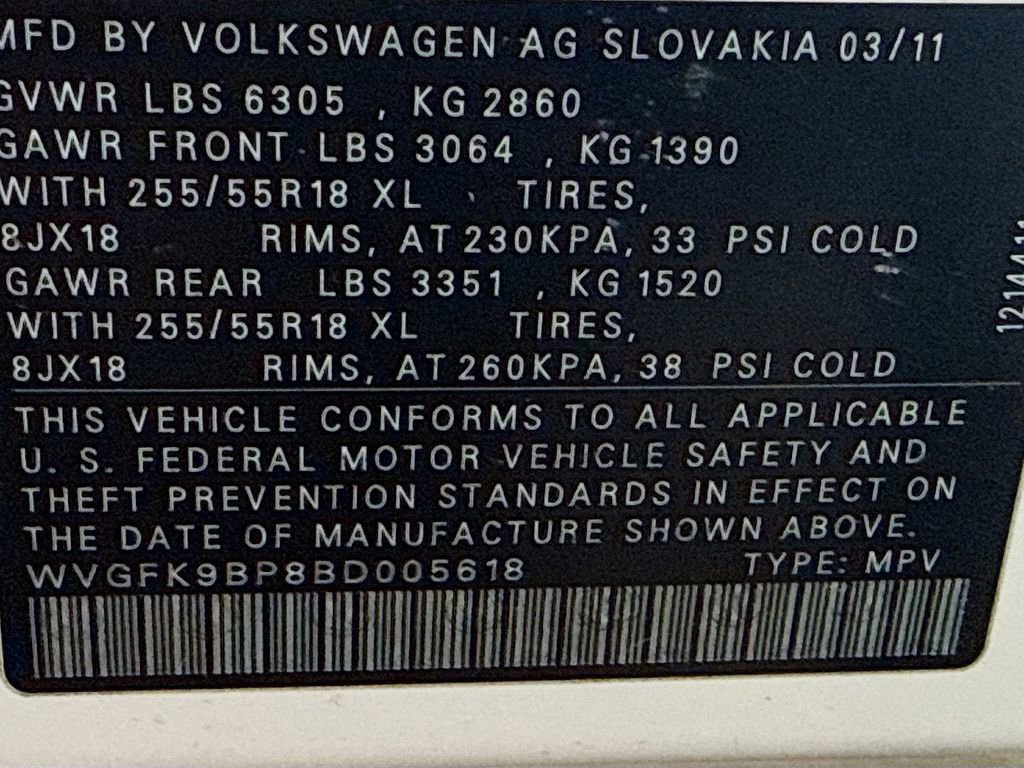 MFD BY VOLKSWAGEN AG SLOVAKIA 03/11
GVWR LBS 6305 , KG 2860
GAWR FRONT LBS 3064 , KG 1390
WITH 255/55R18 XL TIRES,
8JX18 RIMS, AT 230KPA, 33 PSI COLD
GAWR REAR LBS 3351 , KG 1520
WITH 255/55R18 XL TIRES,
8JX18 RIMS, AT 260KPA, 38 PSI COLD
THIS VEHICLE CONFORMS TO ALL APPLICABLE
U. S. FEDERAL MOTOR VEHICLE SAFETY AND
THEFT PREVENTION STANDARDS IN EFFECT ON
THE DATE OF MANUFACTURE SHOWN ABOVE.
WVGFK9BP8BD005618 TYPE: MPV